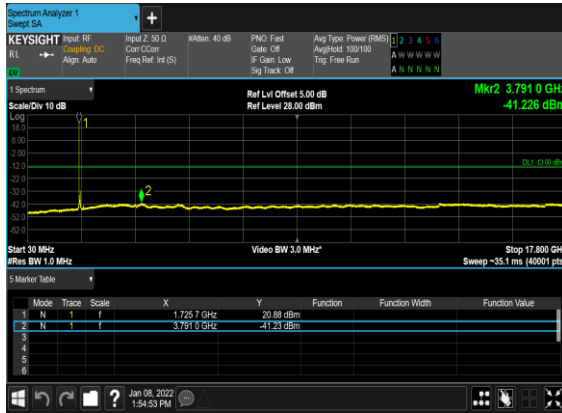 Spectrum Analyzer 1
Swept SA
+
KEYSIGHT Input: RF Input Z: 50 Ω #Atten: 40 dB PNO: Fast Avg Type: Power (RMS) 1 2 3 4 5 6
RL Coupling: DC Corr CCorr Gate: Off Avg|Hold: 100/100 A W W W W W
Align: Auto Freq Ref: Int (S) IF Gain: Low Trig: Free Run
Sig Track: Off A N N N N N
1 Spectrum Ref Lvl Offset 5.00 dB Mkr2 3.791 0 GHz
Scale/Div 10 dB Ref Level 28.00 dBm -41.226 dBm
Log
18.0
8.00
-2.00
-12.0
-22.0
-32.0
-42.0
-52.0
-62.0
1
2
DL1 -13.00 dBm
Start 30 MHz Video BW 3.0 MHz* Stop 17.800 GHz
#Res BW 1.0 MHz Sweep ~35.1 ms (40001 pts)
5 Marker Table
Mode Trace Scale X Y Function Function Width Function Value
1 N 1 f 1.725 7 GHz 20.88 dBm
2 N 1 f 3.791 0 GHz -41.23 dBm
3
4
5
6
? Jan 08, 2022
1:54:53 PM